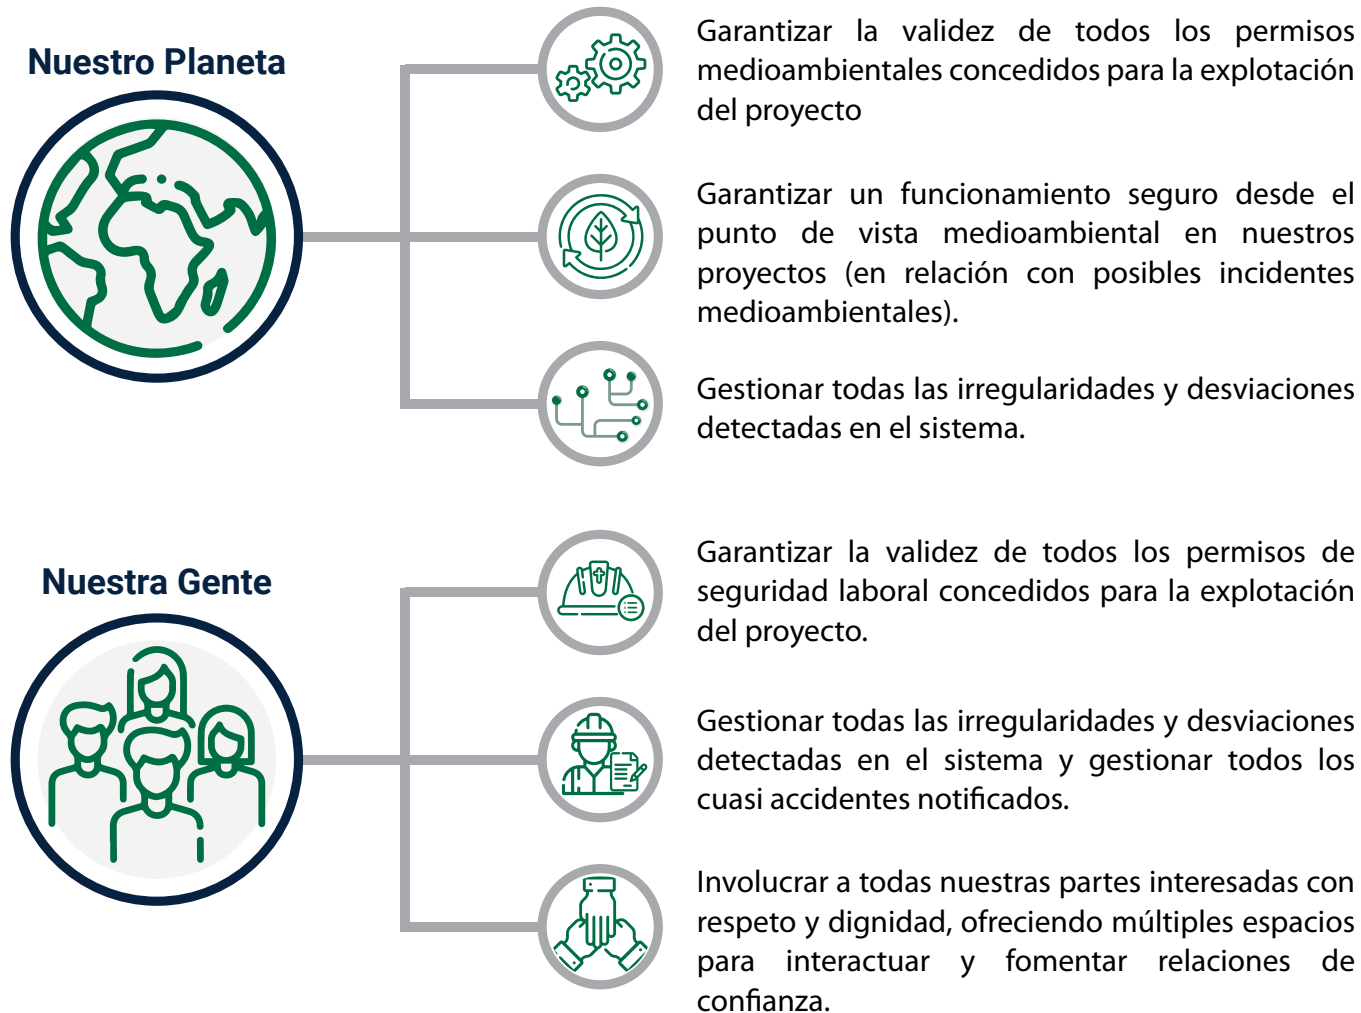 Nuestro Planeta
Garantizar la validez de todos los permisos
medioambientales concedidos para la explotación
del proyecto
Garantizar un funcionamiento seguro desde el
punto de vista medioambiental en nuestros
proyectos (en relación con posibles incidentes
medioambientales).
Gestionar todas las irregularidades y desviaciones
detectadas en el sistema.
Nuestra Gente
Garantizar la validez de todos los permisos de
seguridad laboral concedidos para la explotación
del proyecto.
Gestionar todas las irregularidades y desviaciones
detectadas en el sistema y gestionar todos los
cuasi accidentes notificados.
Involucrar a todas nuestras partes interesadas con
respeto y dignidad, ofreciendo múltiples espacios
para interactuar y fomentar relaciones de
confianza.